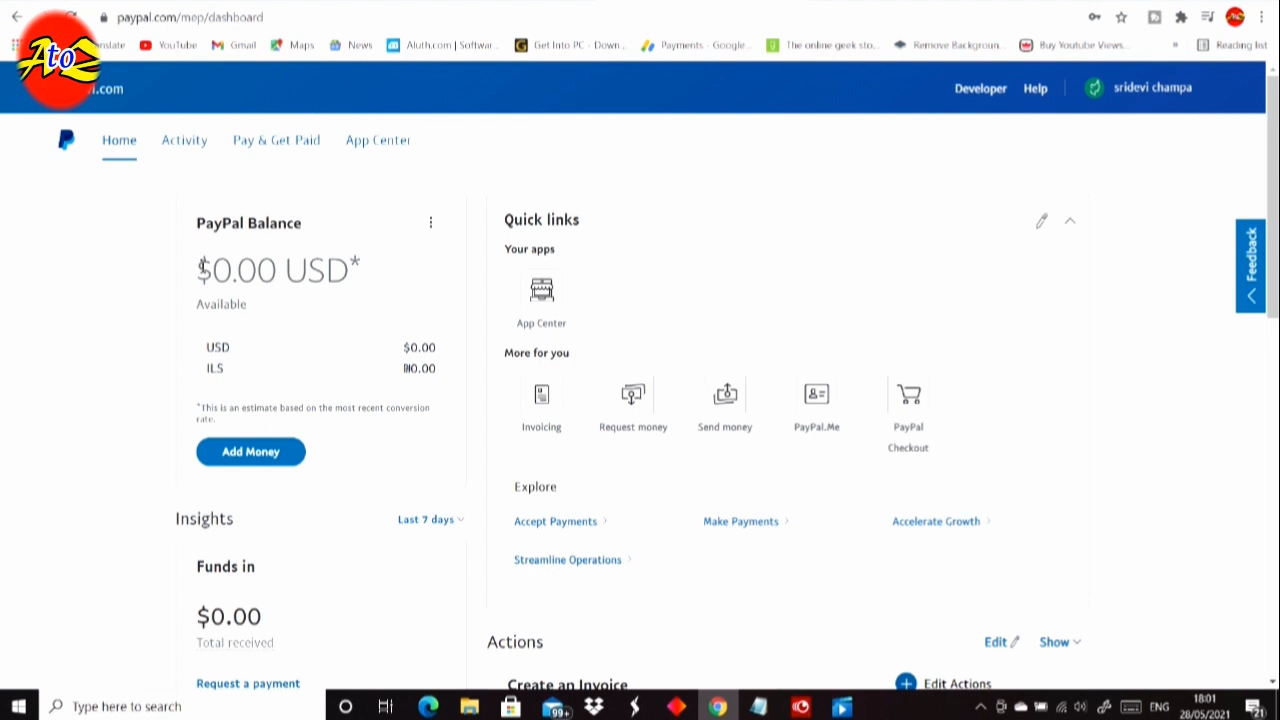 paypal.com/mep/dashboard
AtoZ
YouTube
Gmail
Maps
News
Aluth.com | Softwar...
Get Into PC - Down...
Payments - Google...
The online geek sto...
Remove Backgroun...
Buy Youtube Views...
»
Reading list
Developer
Help
sridevi champa
Home
Activity
Pay & Get Paid
App Center
PayPal Balance
$0.00 USD*
Available
USD $0.00
ILS ₪0.00
*This is an estimate based on the most recent conversion
rate.
Add Money
Insights
Last 7 days
Funds in
$0.00
Total received
Request a payment
Quick links
Your apps
App Center
More for you
Invoicing
Request money
Send money
PayPal.Me
PayPal
Checkout
Explore
Accept Payments
Make Payments
Accelerate Growth
Streamline Operations
Actions
Edit
Show
Create an Invoice
Edit Actions
Feedback
Type here to search
99+
ENG
18:01
28/05/2021
21